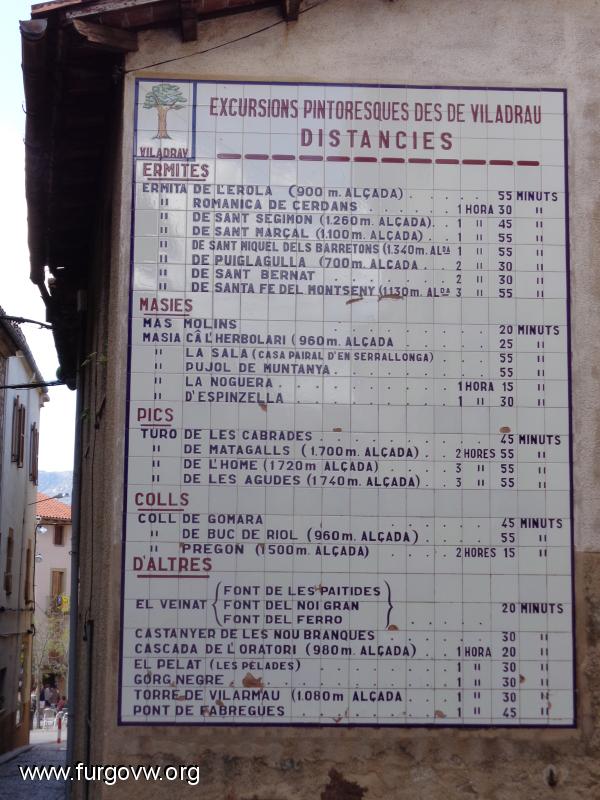 VILADRAU
EXCURSIONS PINTORESQUES DES DE VILADRAU
DISTANCIES
ERMITES
ERMITA DE L'EROLA (900 m. ALÇADA) . . . . . 55 MINUTS
" ROMANICA DE CERDANS . . . . 1 HORA 30 "
" DE SANT SEGIMON (1.260 m. ALÇADA). . 1 " 45 "
" DE SANT MARÇAL (1.100 m. ALÇADA) . . 1 " 55 "
" DE SANT MIQUEL DELS BARRETONS (1.340 m. ALDA 1 " 55 "
" DE PUIGLAGULLA (700 m. ALÇADA . . 2 " 30 "
" DE SANT BERNAT . . . . . . 2 " 30 "
" DE SANTA FE DEL MONTSENY (1.130 m. ALDA 3 " 55 "
MASIES
MAS MOLINS . . . . . . . . . 20 MINUTS
MASIA CÂ L'HERBOLARI (960 m. ALÇADA . . . . 25 "
" LA SALA (CASA PAIRAL D'EN SERRALLONGA) . . . 55 "
" PUJOL DE MUNTANYA . . . . . . 55 "
" LA NOGUERA . . . . . . . 1 HORA 15 "
" D'ESPINZELLA . . . . . . . 1 " 30 "
PICS
TURO DE LES CABRADES . . . . . . . 45 MINUTS
" DE MATAGALLS (1.700 m. ALÇADA) . . 2 HORES 55 "
" DE L'HOME (1720 m ALÇADA) . . . . 3 " 55 "
" DE LES AGUDES (1740 m. ALÇADA) . . 3 " 55 "
COLLS
COLL DE GOMARA . . . . . . . . 45 MINUTS
" DE BUC DE RIOL (960 m. ALÇADA) . . . 55 "
" PREGON (1500 m. ALÇADA) . . . . 2 HORES 15 "
D'ALTRES
FONT DE LES PAITIDES
EL VEINAT FONT DEL NOI GRAN 20 MINUTS
FONT DEL FERRO . . . .
CASTANYER DE LES NOU BRANQUES . . . . 30 "
CASCADA DE L'ORATORI (980 m. ALÇADA) . 1 HORA 20 "
EL PELAT (LES PÈLADES) . . . . . 1 " 30 "
GORG NEGRE . . . . . . . . 1 " 30 "
TORRE DE VILARMAU (1.080 m ALÇADA . . 1 " 30 "
PONT DE FABREGUES . . . . . . 1 " 45 "
www.furgovw.org